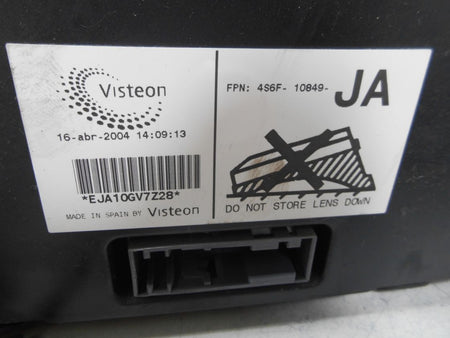 Visteon
16-abr-2004 14:09:13
*EJA10GV7Z28*
MADE IN SPAIN BY Visteon
FPN: 4S6F- 10849- JA
DO NOT STORE LENS DOWN